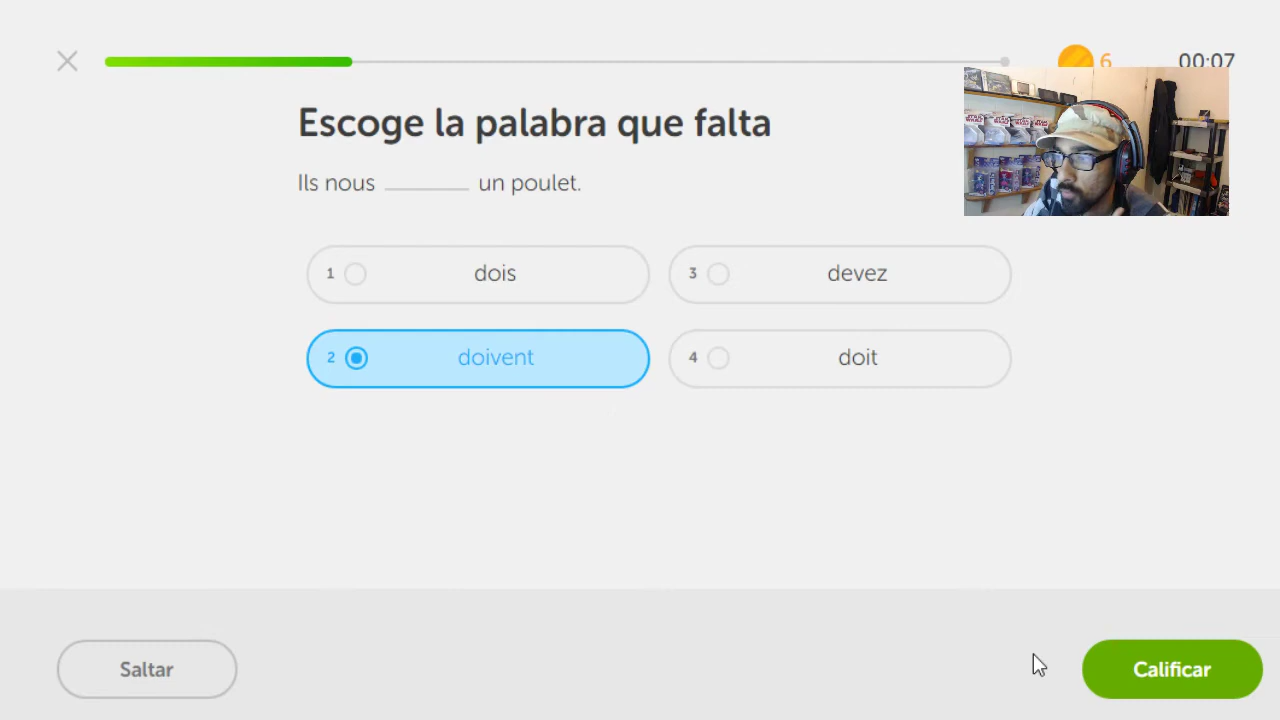 6
00:07
Escoge la palabra que falta
Ils nous ________ un poulet.
1 dois
3 devez
2 doivent
4 doit
Saltar
Calificar